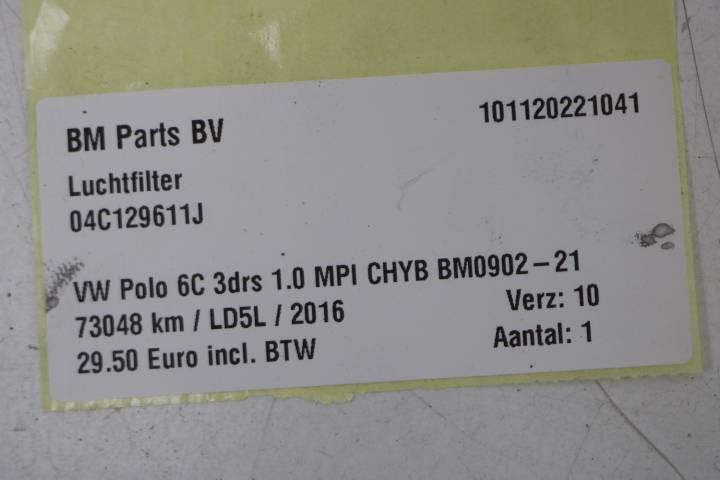 BM Parts BV
101120221041
Luchtfilter
04C129611J
VW Polo 6C 3drs 1.0 MPI CHYB BM0902-21
73048 km / LD5L / 2016
Verz: 10
29.50 Euro incl. BTW
Aantal: 1